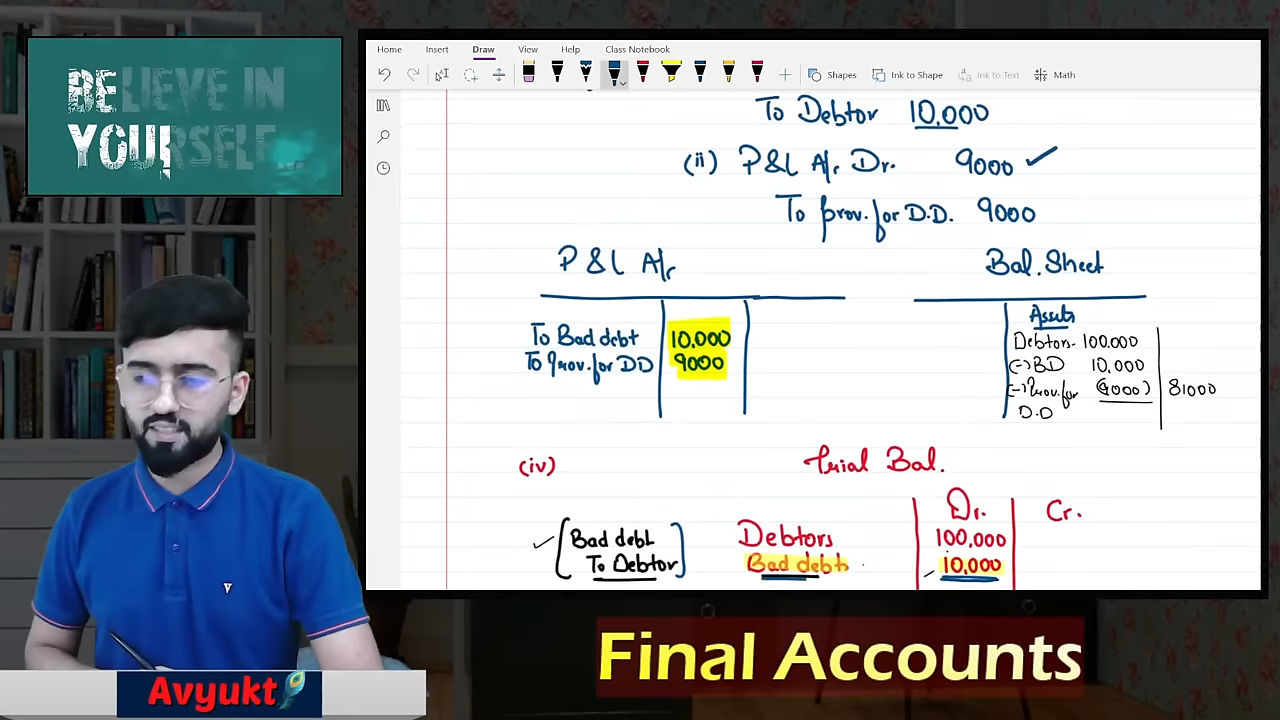 BELIEVE IN
YOURSELF...
Home Insert Draw View Help Class Notebook
Shapes Ink to Shape Ink to Text Math
To Debtor 10,000
(ii) P&L A/c Dr. 9000 ✓
To prov. for D.D. 9000
P&L A/c
Bal. Sheet
Assets
To Bad debt 10,000
To Prov. for DD 9000
Debtors- 100.000
(-) BD 10,000
(-) Prov. for (9000) 81000
D.D
(iv) Trial Bal.
Dr. Cr.
Bad debt
To Debtor
Debtors 100,000
Bad debts 10,000
Final Accounts
Avyukt